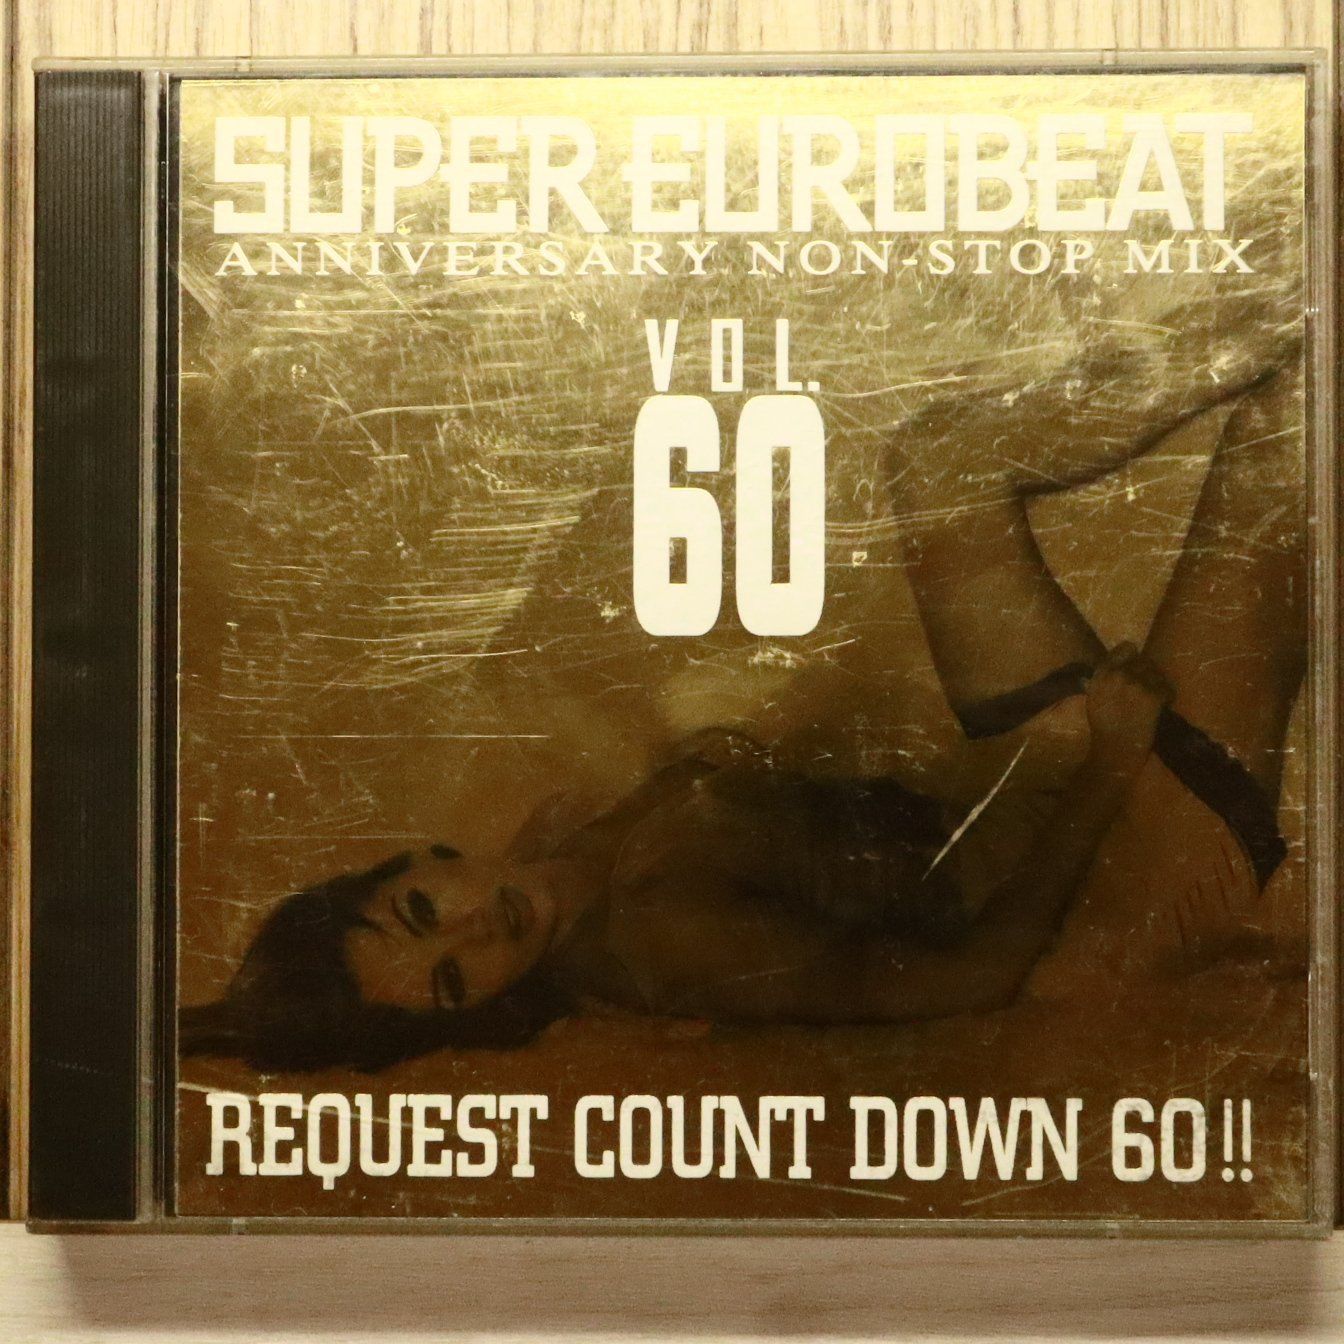 SUPER EUROBEAT
ANNIVERSARY NON-STOP MIX
VOL.
60
REQUEST COUNT DOWN 60!!